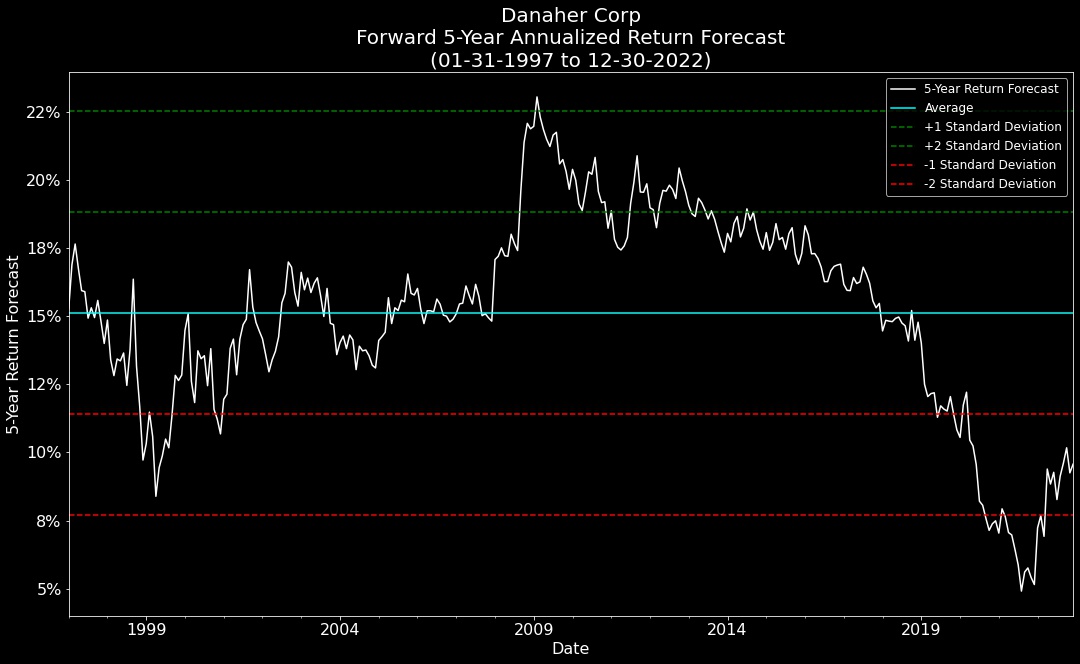 Danaher Corp
Forward 5-Year Annualized Return Forecast
(01-31-1997 to 12-30-2022)
5-Year Return Forecast
Average
+1 Standard Deviation
+2 Standard Deviation
-1 Standard Deviation
-2 Standard Deviation
22%
20%
18%
15%
12%
10%
8%
5%
5-Year Return Forecast
1999
2004
2009
2014
2019
Date